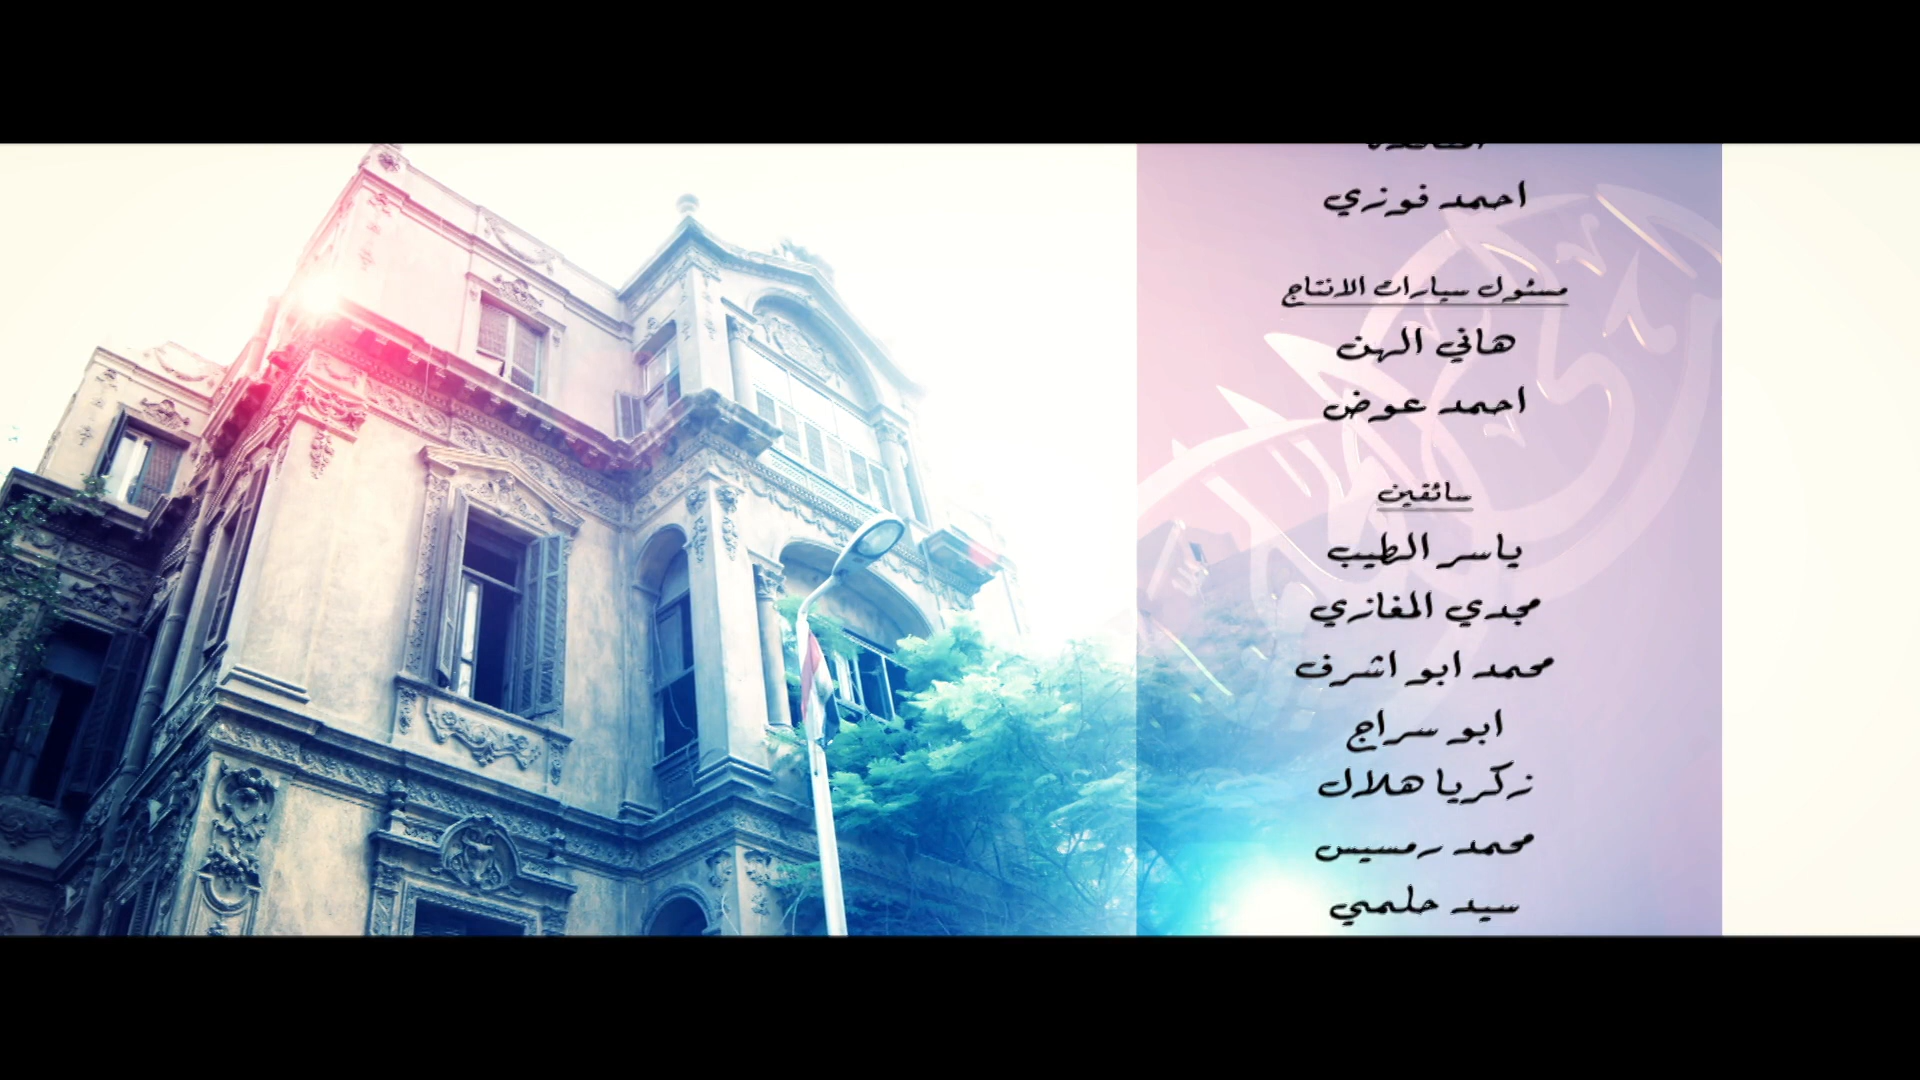 احمد فوزي
مسئول سيارات الانتاج
هاني الهن
احمد عوض
سائقين
ياسر الطيب
مجدي المغازي
محمد ابو اشرف
ابو سراج
زكريا هلال
محمد رمسيس
سيد حلمي